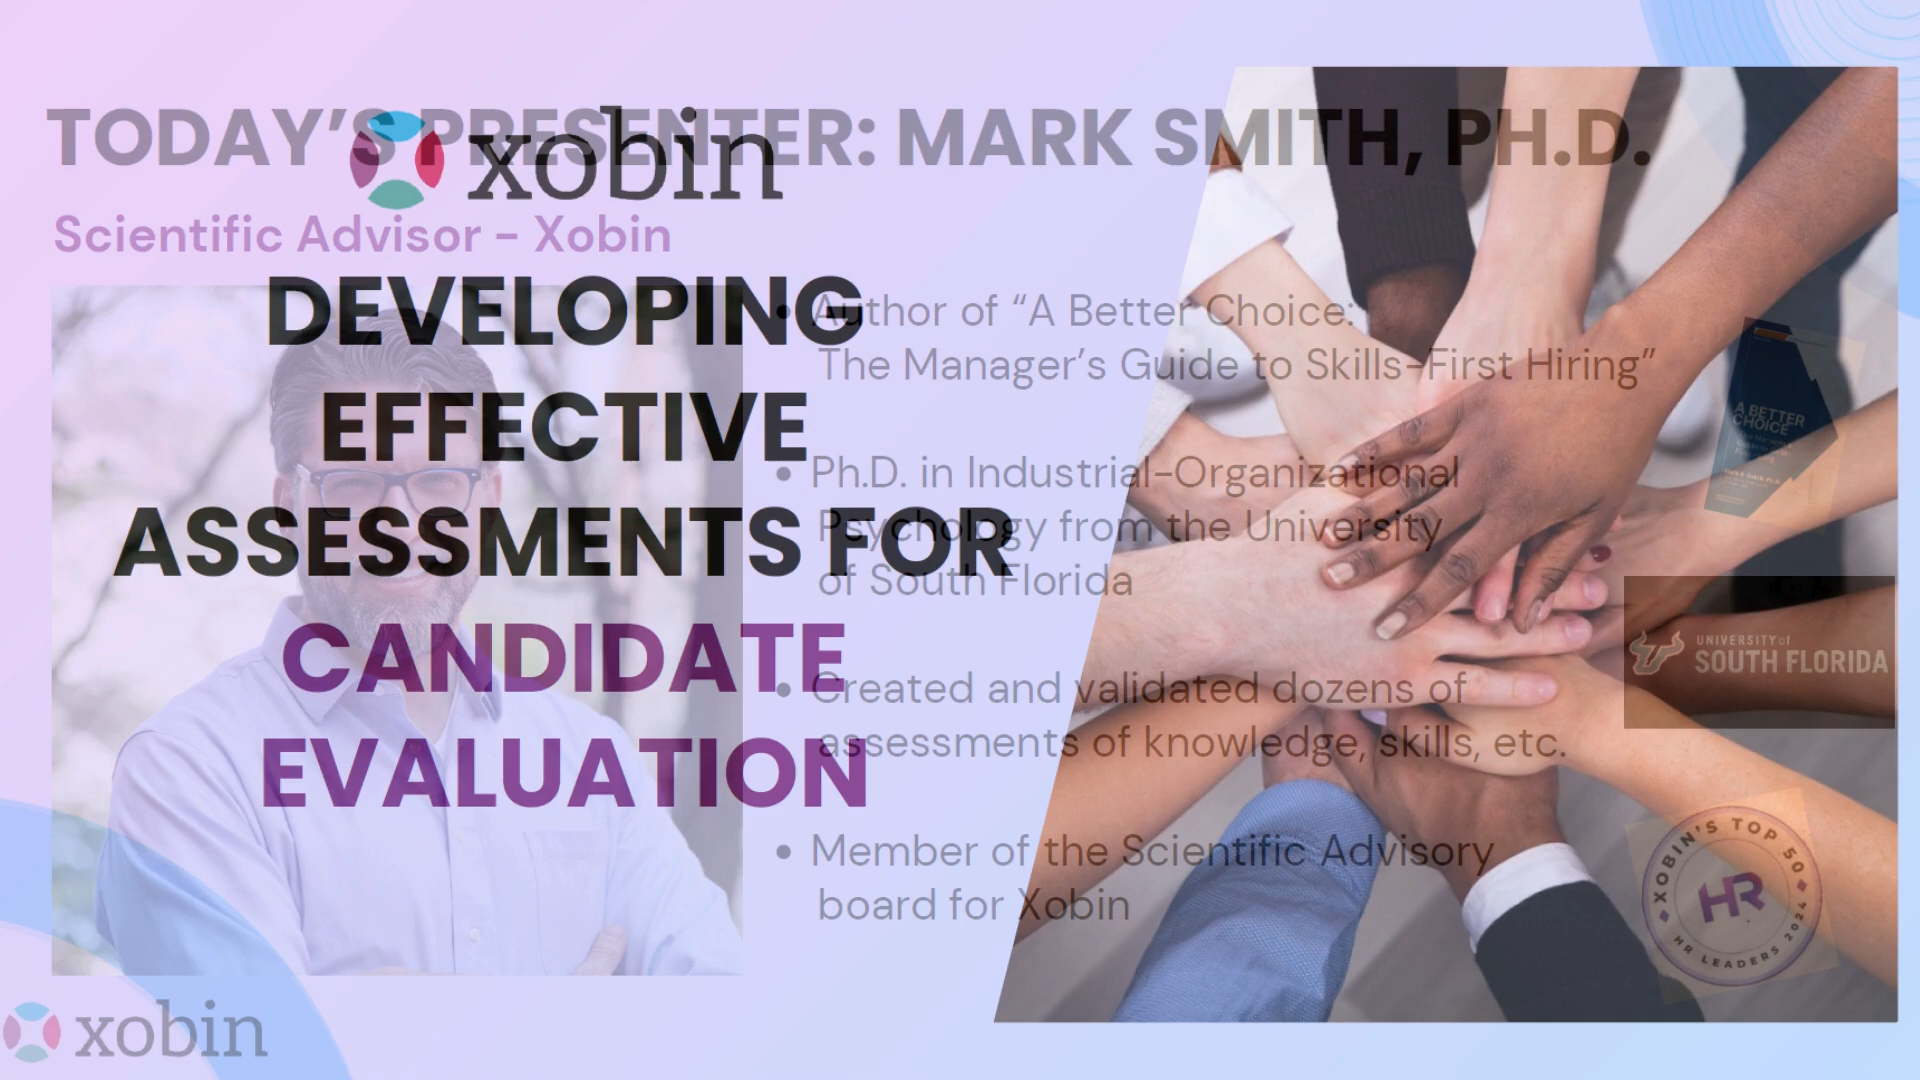 TODAY’S PRESENTER: MARK SMITH, PH.D.
Scientific Advisor - Xobin
xobin
DEVELOPING
EFFECTIVE
ASSESSMENTS FOR
CANDIDATE
EVALUATION
• Author of “A Better Choice:
The Manager’s Guide to Skills-First Hiring”
• Ph.D. in Industrial-Organizational
Psychology from the University
of South Florida
• Created and validated dozens of
assessments of knowledge, skills, etc.
• Member of the Scientific Advisory
board for Xobin
A BETTER
CHOICE
UNIVERSITY of
SOUTH FLORIDA
XOBIN'S TOP 50
HR
HR LEADERS 2024
xobin